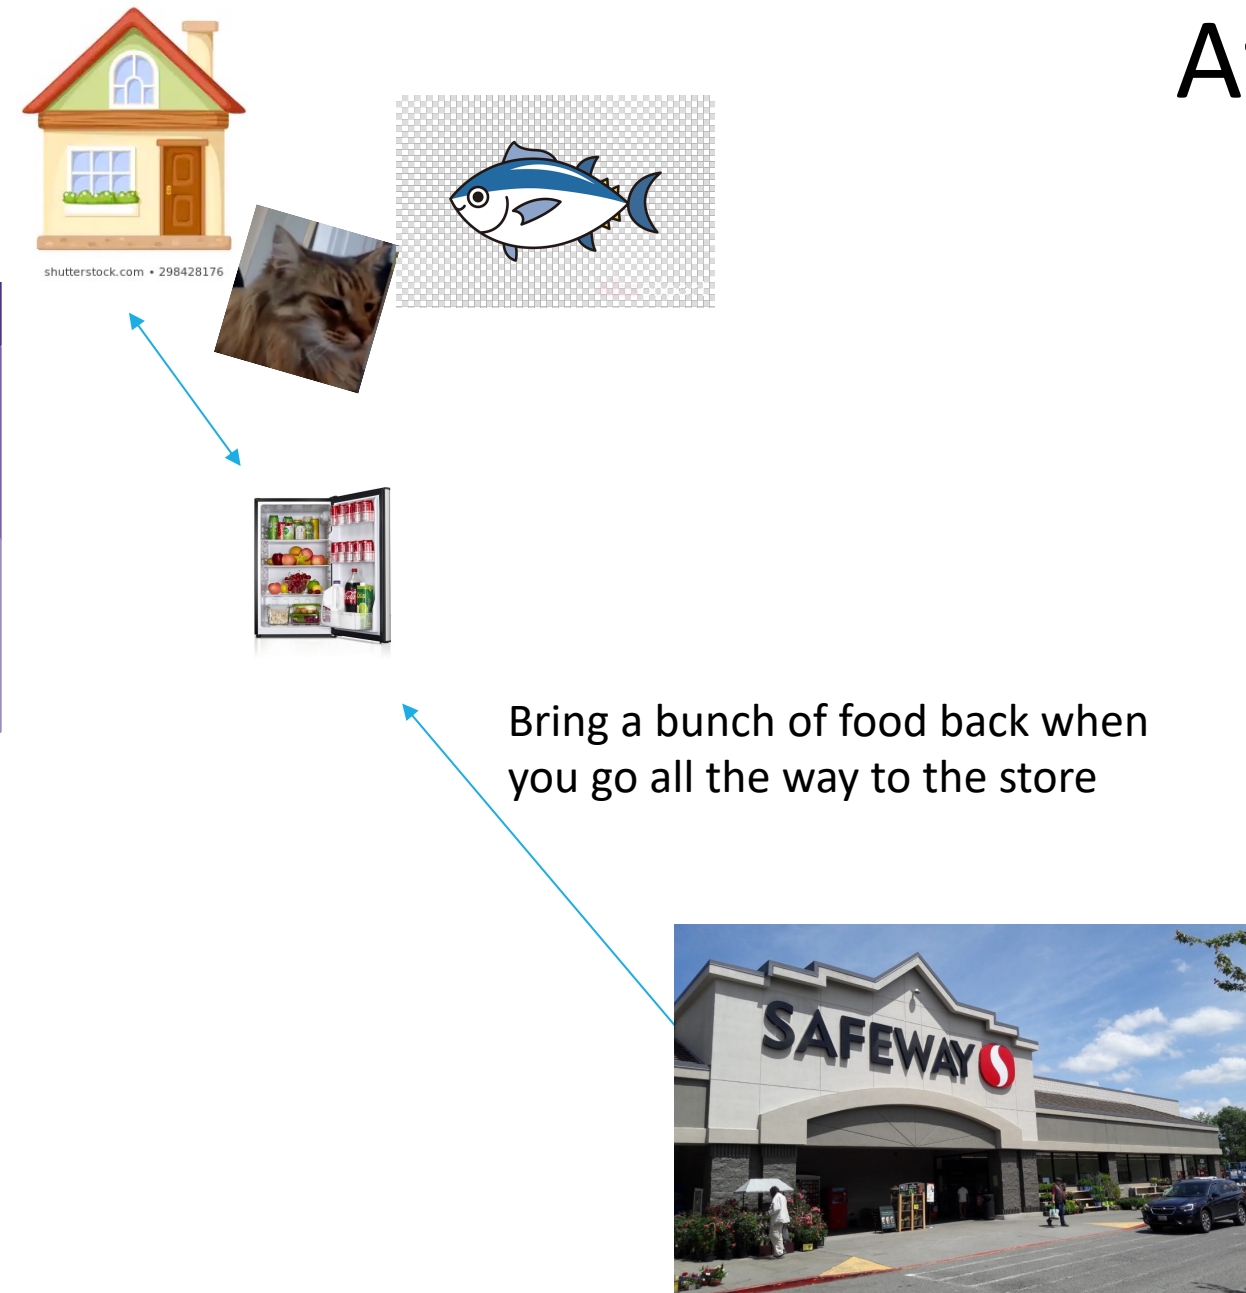 shutterstock.com • 298428176
Bring a bunch of food back when
you go all the way to the store
SAFEWAY